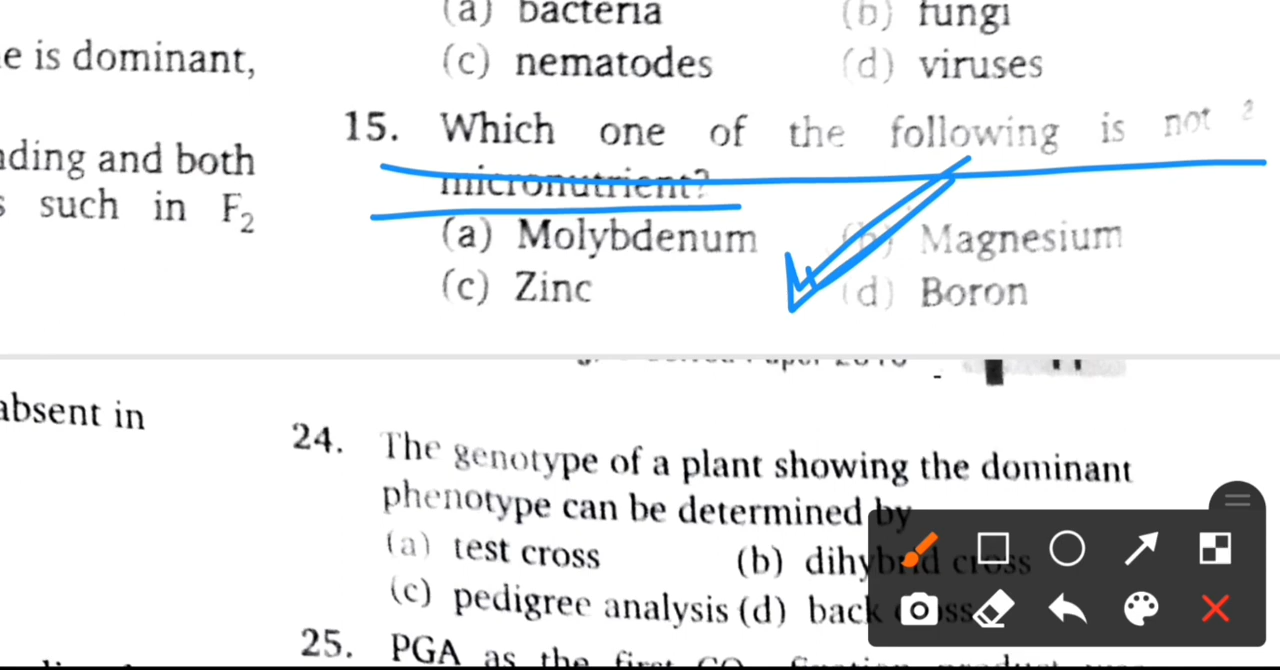 (a) bacteria (b) fungi
e is dominant,
(c) nematodes (d) viruses
15. Which one of the following is not a
nding and both
micronutrient?
s such in F₂
(a) Molybdenum (b) Magnesium
(c) Zinc (d) Boron
absent in
24. The genotype of a plant showing the dominant
phenotype can be determined by
(a) test cross (b) dihybrid cross
(c) pedigree analysis (d) back
25. PGA as the first CO₂